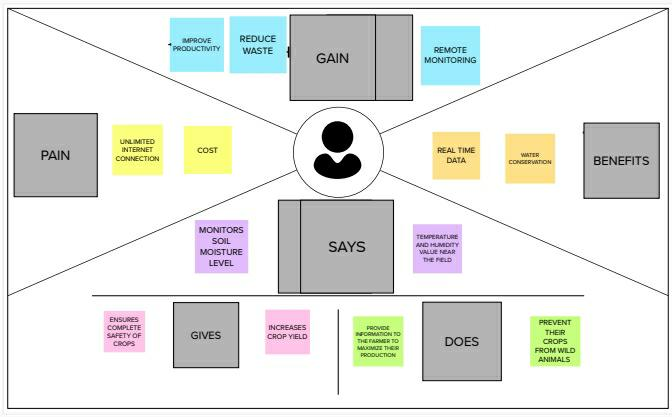 IMPROVE
PRODUCTIVITY
REDUCE
WASTE
GAIN
REMOTE
MONITORING
PAIN
UNLIMITED
INTERNET
CONNECTION
COST
REAL TIME
DATA
WATER
CONSERVATION
BENEFITS
MONITORS
SOIL
MOISTURE
LEVEL
SAYS
TEMPERATURE
AND HUMIDITY
VALUE NEAR
THE FIELD
ENSURES
COMPLETE
SAFETY OF
CROPS
GIVES
INCREASES
CROP YIELD
PROVIDE
INFORMATION TO
THE FARMER TO
MAXIMIZE THEIR
PRODUCTION
DOES
PREVENT
THEIR
CROPS
FROM WILD
ANIMALS